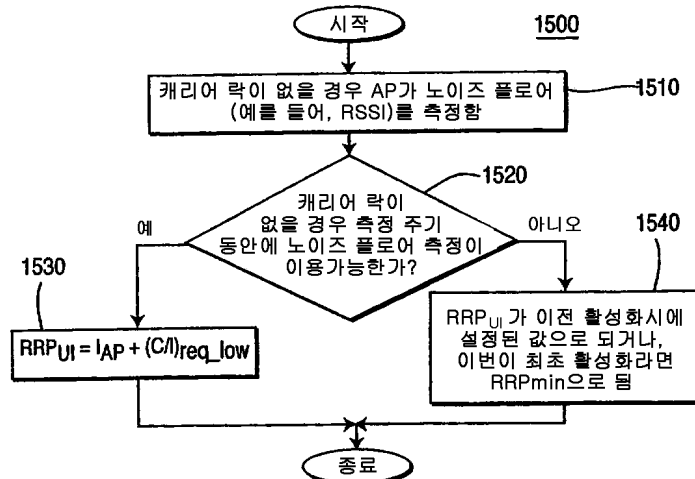 시작
1500
캐리어 락이 없을 경우 AP가 노이즈 플로어
(예를 들어, RSSI)를 측정함
1510
1520
캐리어 락이
없을 경우 측정 주기
동안에 노이즈 플로어 측정이
이용가능한가?
예
아니오
1530
RRP_UI = I_AP + (C/I)req_low
1540
RRP_UI 가 이전 활성화시에
설정된 값으로 되거나,
이번이 최초 활성화라면
RRPmin으로 됨
종료